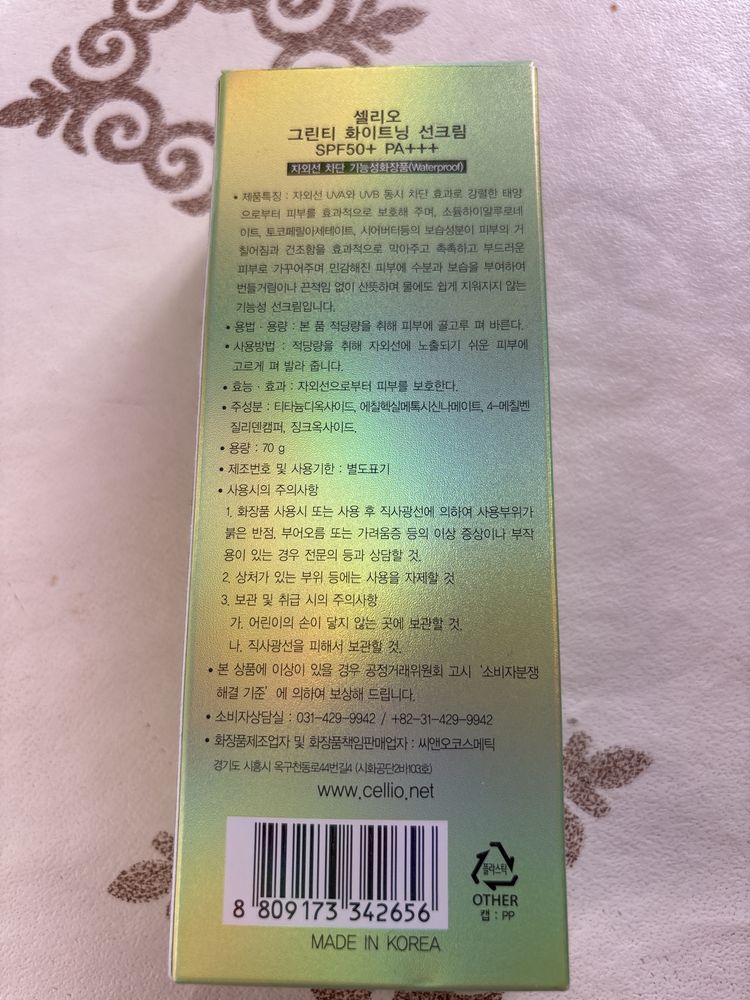 셀리오
그린티 화이트닝 선크림
SPF50+ PA+++
자외선 차단 기능성화장품(Waterproof)
• 제품특징 : 자외선 UVA와 UVB 동시 차단 효과로 강렬한 태양
으로부터 피부를 효과적으로 보호해 주며, 소듐하이알루로네
이트, 토코페릴아세테이트, 시어버터등의 보습성분이 피부의 거
칠어짐과 건조함을 효과적으로 막아주고 촉촉하고 부드러운
피부로 가꾸어주며 민감해진 피부에 수분과 보습을 부여하여
번들거림이나 끈적임 없이 산뜻하며 물에도 쉽게 지워지지 않는
기능성 선크림입니다.
• 용법 · 용량 : 본 품 적당량을 취해 피부에 골고루 펴 바른다.
• 사용방법 : 적당량을 취해 자외선에 노출되기 쉬운 피부에
고르게 펴 발라 줍니다.
• 효능 · 효과 : 자외선으로부터 피부를 보호한다.
• 주성분 : 티타늄디옥사이드, 에칠헥실메톡시신나메이트, 4-메칠벤
질리덴캠퍼, 징크옥사이드.
• 용량 : 70 g
• 제조번호 및 사용기한 : 별도표기
• 사용시의 주의사항
1. 화장품 사용시 또는 사용 후 직사광선에 의하여 사용부위가
붉은 반점, 부어오름 또는 가려움증 등의 이상 증상이나 부작
용이 있는 경우 전문의 등과 상담할 것.
2. 상처가 있는 부위 등에는 사용을 자제할 것
3. 보관 및 취급 시의 주의사항
가. 어린이의 손이 닿지 않는 곳에 보관할 것.
나. 직사광선을 피해서 보관할 것.
• 본 상품에 이상이 있을 경우 공정거래위원회 고시 '소비자분쟁
해결 기준' 에 의하여 보상해 드립니다.
• 소비자상담실 : 031-429-9942 / +82-31-429-9942
• 화장품제조업자 및 화장품책임판매업자 : 씨앤오코스메틱
경기도 시흥시 옥구천동로44번길4 (시화공단2바103호)
www.cellio.net
8 809173 342656
플라스틱
OTHER
캡 : PP
MADE IN KOREA